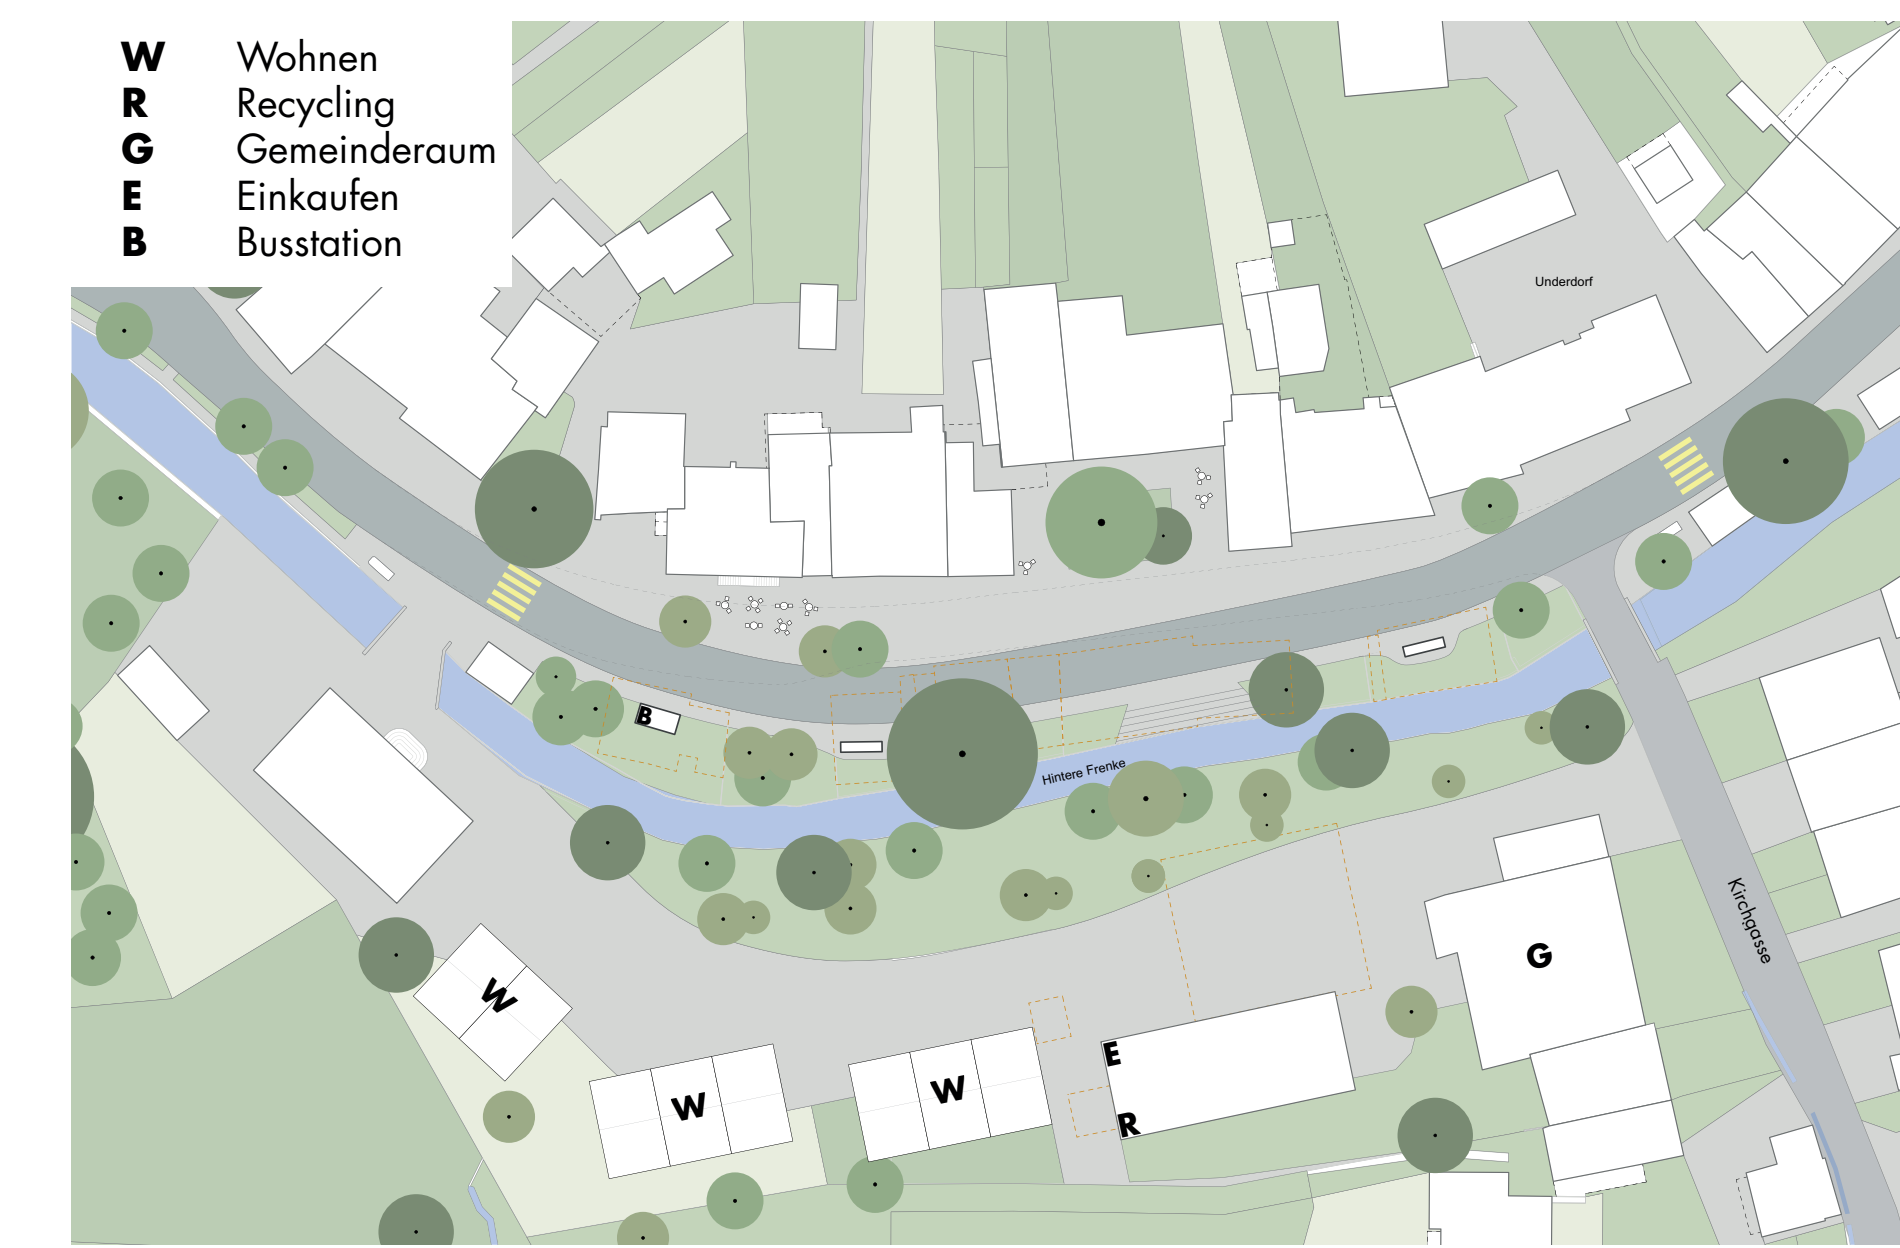 W Wohnen
R Recycling
G Gemeinderaum
E Einkaufen
B Busstation
Underdorf
B
Hintere Frenke
Kirchgasse
G
W
E
W
W
R